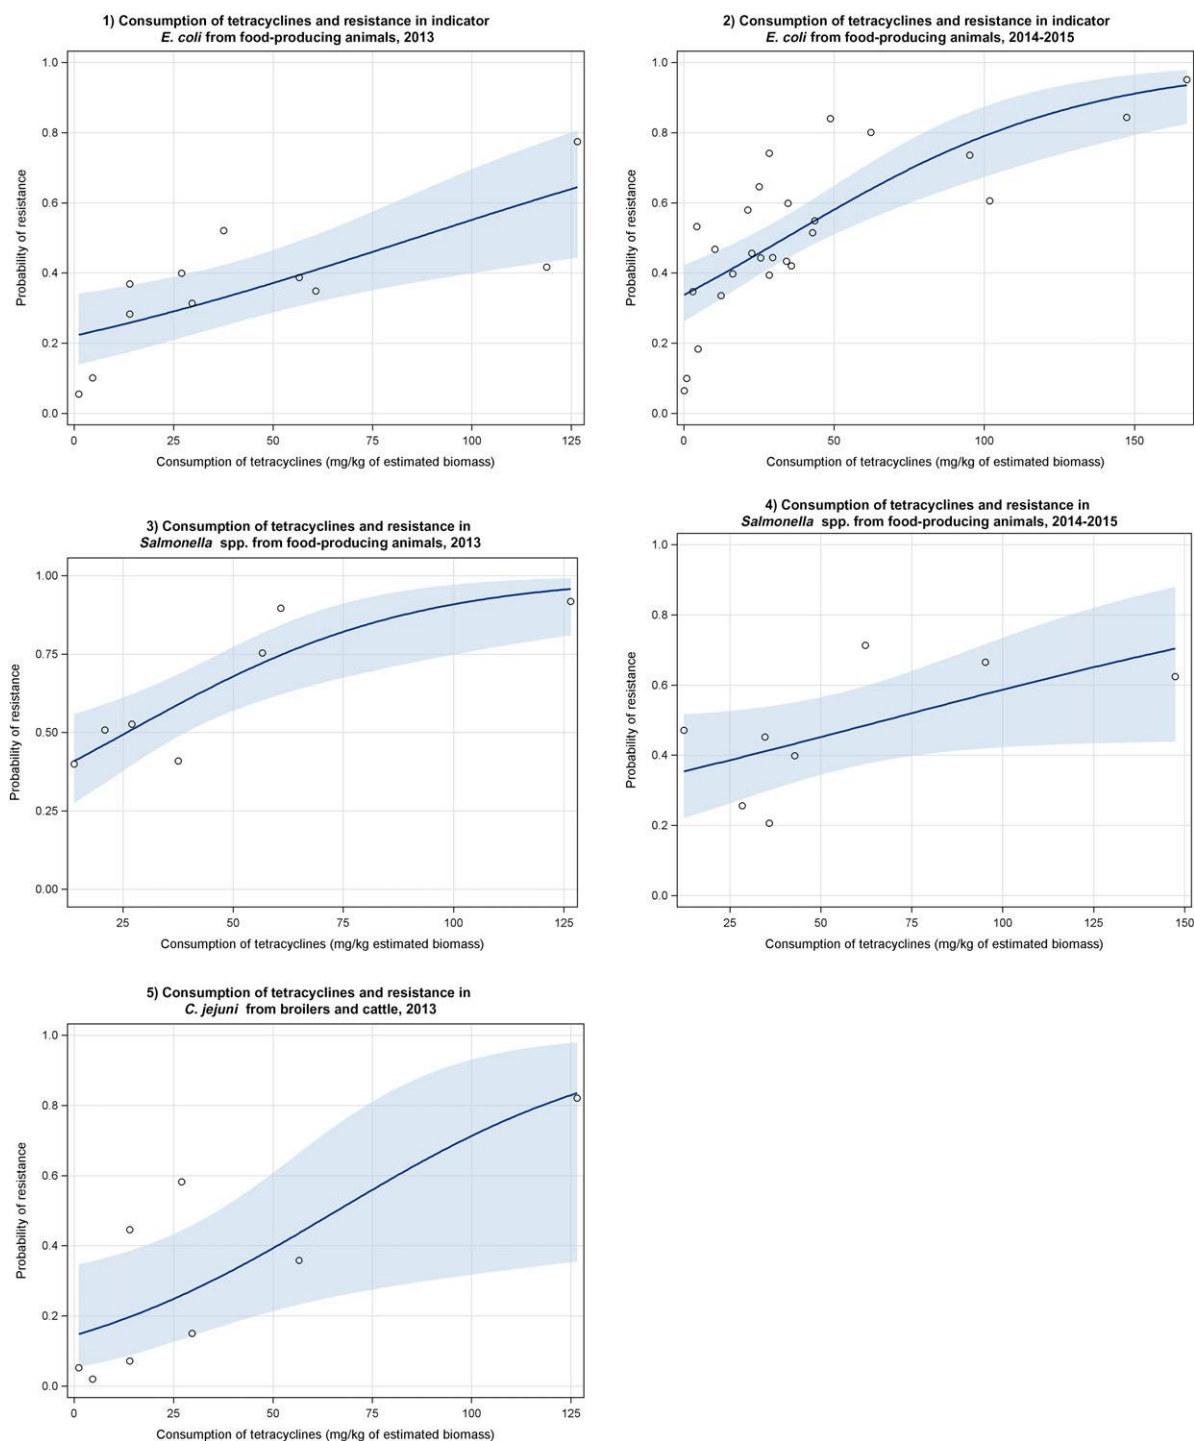 1) Consumption of tetracyclines and resistance in indicator
E. coli from food-producing animals, 2013
1.0
0.8
0.6
0.4
0.2
0.0
Probability of resistance
0 25 50 75 100 125
Consumption of tetracyclines (mg/kg of estimated biomass)
2) Consumption of tetracyclines and resistance in indicator
E. coli from food-producing animals, 2014-2015
1.0
0.8
0.6
0.4
0.2
0.0
Probability of resistance
0 50 100 150
Consumption of tetracyclines (mg/kg of estimated biomass)
3) Consumption of tetracyclines and resistance in
Salmonella spp. from food-producing animals, 2013
1.00
0.75
0.50
0.25
0.00
Probability of resistance
25 50 75 100 125
Consumption of tetracyclines (mg/kg estimated biomass)
4) Consumption of tetracyclines and resistance in
Salmonella spp. from food-producing animals, 2014-2015
1.0
0.8
0.6
0.4
0.2
0.0
Probability of resistance
25 50 75 100 125 150
Consumption of tetracyclines (mg/kg estimated biomass)
5) Consumption of tetracyclines and resistance in
C. jejuni from broilers and cattle, 2013
1.0
0.8
0.6
0.4
0.2
0.0
Probability of resistance
0 25 50 75 100 125
Consumption of tetracyclines (mg/kg of estimated biomass)